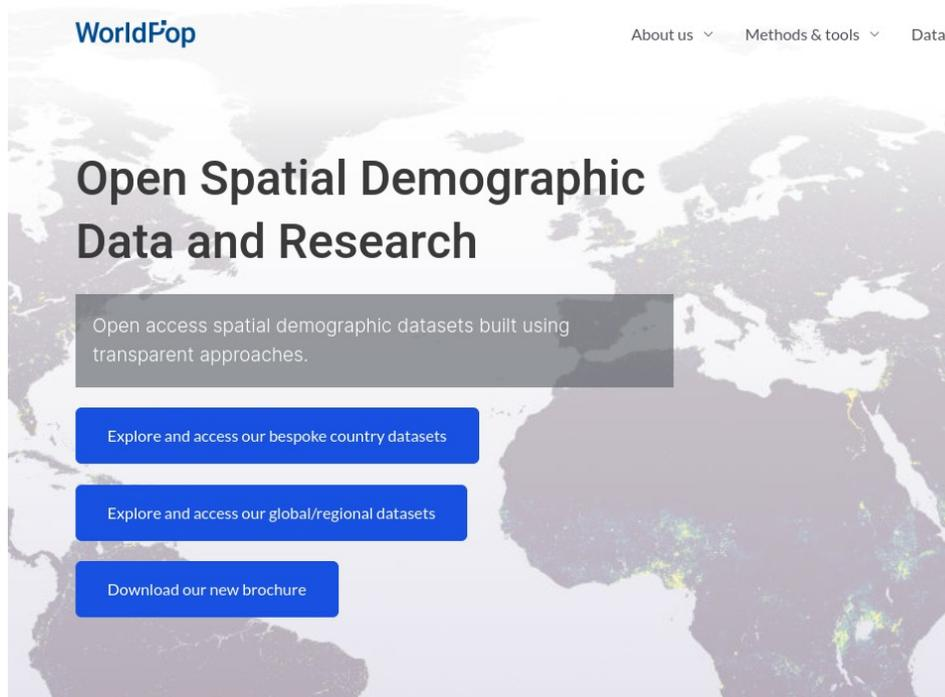 WorldPop
About us
Methods & tools
Data
Open Spatial Demographic
Data and Research
Open access spatial demographic datasets built using
transparent approaches.
Explore and access our bespoke country datasets
Explore and access our global/regional datasets
Download our new brochure